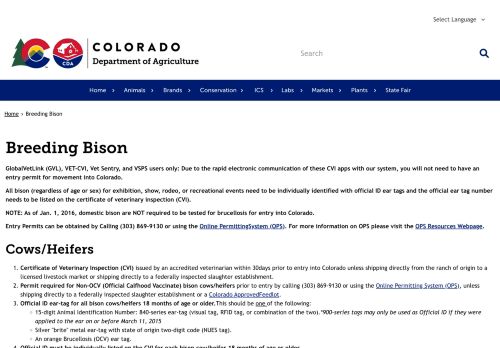 Select Language
COLORADO
Department of Agriculture
CDA
Search
Home Animals Brands Conservation ICS Labs Markets Plants State Fair
Home › Breeding Bison
Breeding Bison
GlobalVetLink (GVL), VET-CVI, Vet Sentry, and VSPS users only: Due to the rapid electronic communication of these CVI apps with our system, you will not need to have an
entry permit for movement into Colorado.
All bison (regardless of age or sex) for exhibition, show, rodeo, or recreational events need to be individually identified with official ID ear tags and the official ear tag number
needs to be listed on the certificate of veterinary inspection (CVI).
NOTE: As of Jan. 1, 2016, domestic bison are NOT required to be tested for brucellosis for entry into Colorado.
Entry Permits can be obtained by Calling (303) 869-9130 or using the Online PermittingSystem (OPS). For more information on OPS please visit the OPS Resources Webpage.
Cows/Heifers
1. Certificate of Veterinary Inspection (CVI) issued by an accredited veterinarian within 30days prior to entry into Colorado unless shipping directly from the ranch of origin to a
licensed livestock market or shipping directly to a federally inspected slaughter establishment.
2. Permit required for Non-OCV (Official Calfhood Vaccinate) bison cows/heifers prior to entry by calling (303) 869-9130 or using the Online Permitting System (OPS), unless
shipping directly to a federally inspected slaughter establishment or a Colorado ApprovedFeedlot.
3. Official ID ear-tag for all bison cows/heifers 18 months of age or older.This should be one of the following:
○ 15-digit Animal Identification Number: 840-series ear-tag (visual tag, RFID tag, or combination of the two).*900-series tags may only be used as Official ID if they were
applied to the ear on or before March 11, 2015
○ Silver "brite" metal ear-tag with state of origin two-digit code (NUES tag).
○ An orange Brucellosis (OCV) ear tag.
4. Official ID must be individually listed on the CVI for each bison cow/heifer 18 months of age or older.